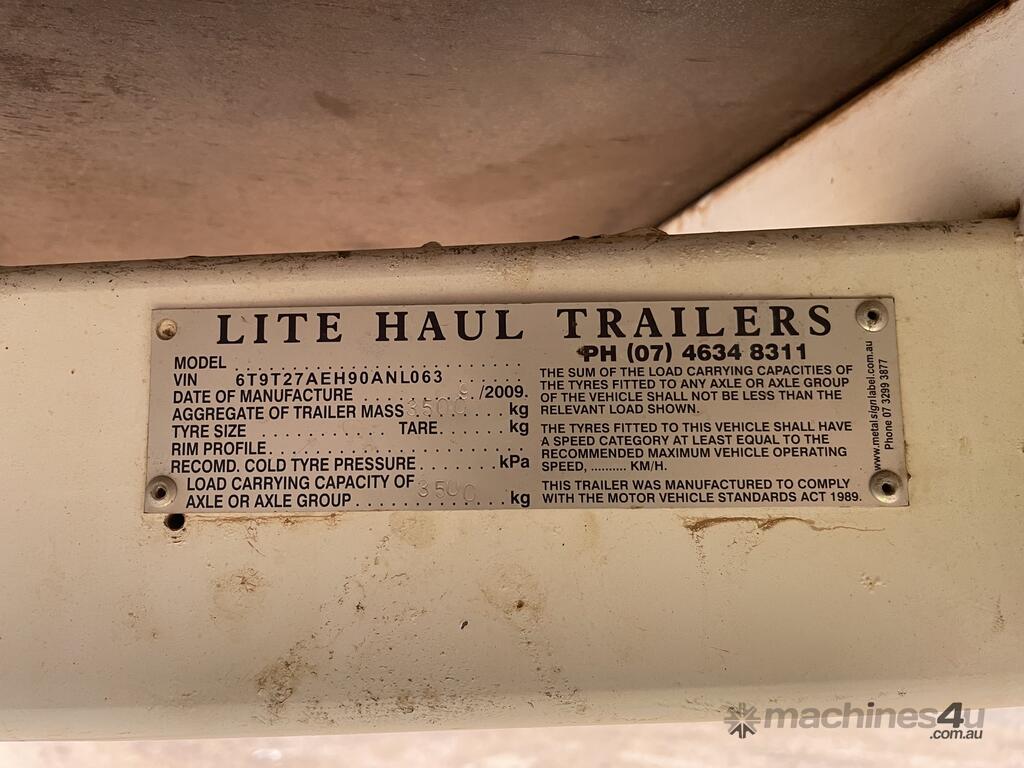 LITE HAUL TRAILERS
PH (07) 4634 8311
MODEL
VIN 6T9T27AEH90ANL063
DATE OF MANUFACTURE 9./2009.
AGGREGATE OF TRAILER MASS 3500 kg
TYRE SIZE TARE kg
RIM PROFILE
RECOMD. COLD TYRE PRESSURE kPa
LOAD CARRYING CAPACITY OF
AXLE OR AXLE GROUP 3500 kg
THE SUM OF THE LOAD CARRYING CAPACITIES OF
THE TYRES FITTED TO ANY AXLE OR AXLE GROUP
OF THE VEHICLE SHALL NOT BE LESS THAN THE
RELEVANT LOAD SHOWN.
THE TYRES FITTED TO THIS VEHICLE SHALL HAVE
A SPEED CATEGORY AT LEAST EQUAL TO THE
RECOMMENDED MAXIMUM VEHICLE OPERATING
SPEED, .......... KM/H.
THIS TRAILER WAS MANUFACTURED TO COMPLY
WITH THE MOTOR VEHICLE STANDARDS ACT 1989.
www.metalsignlabel.com.au
Phone 07 3299 3877
machines4u
.com.au